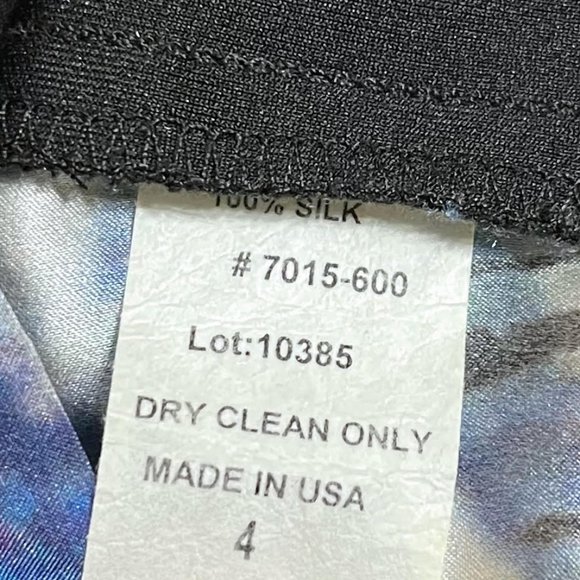 100% SILK
# 7015-600
Lot:10385
DRY CLEAN ONLY
MADE IN USA
4